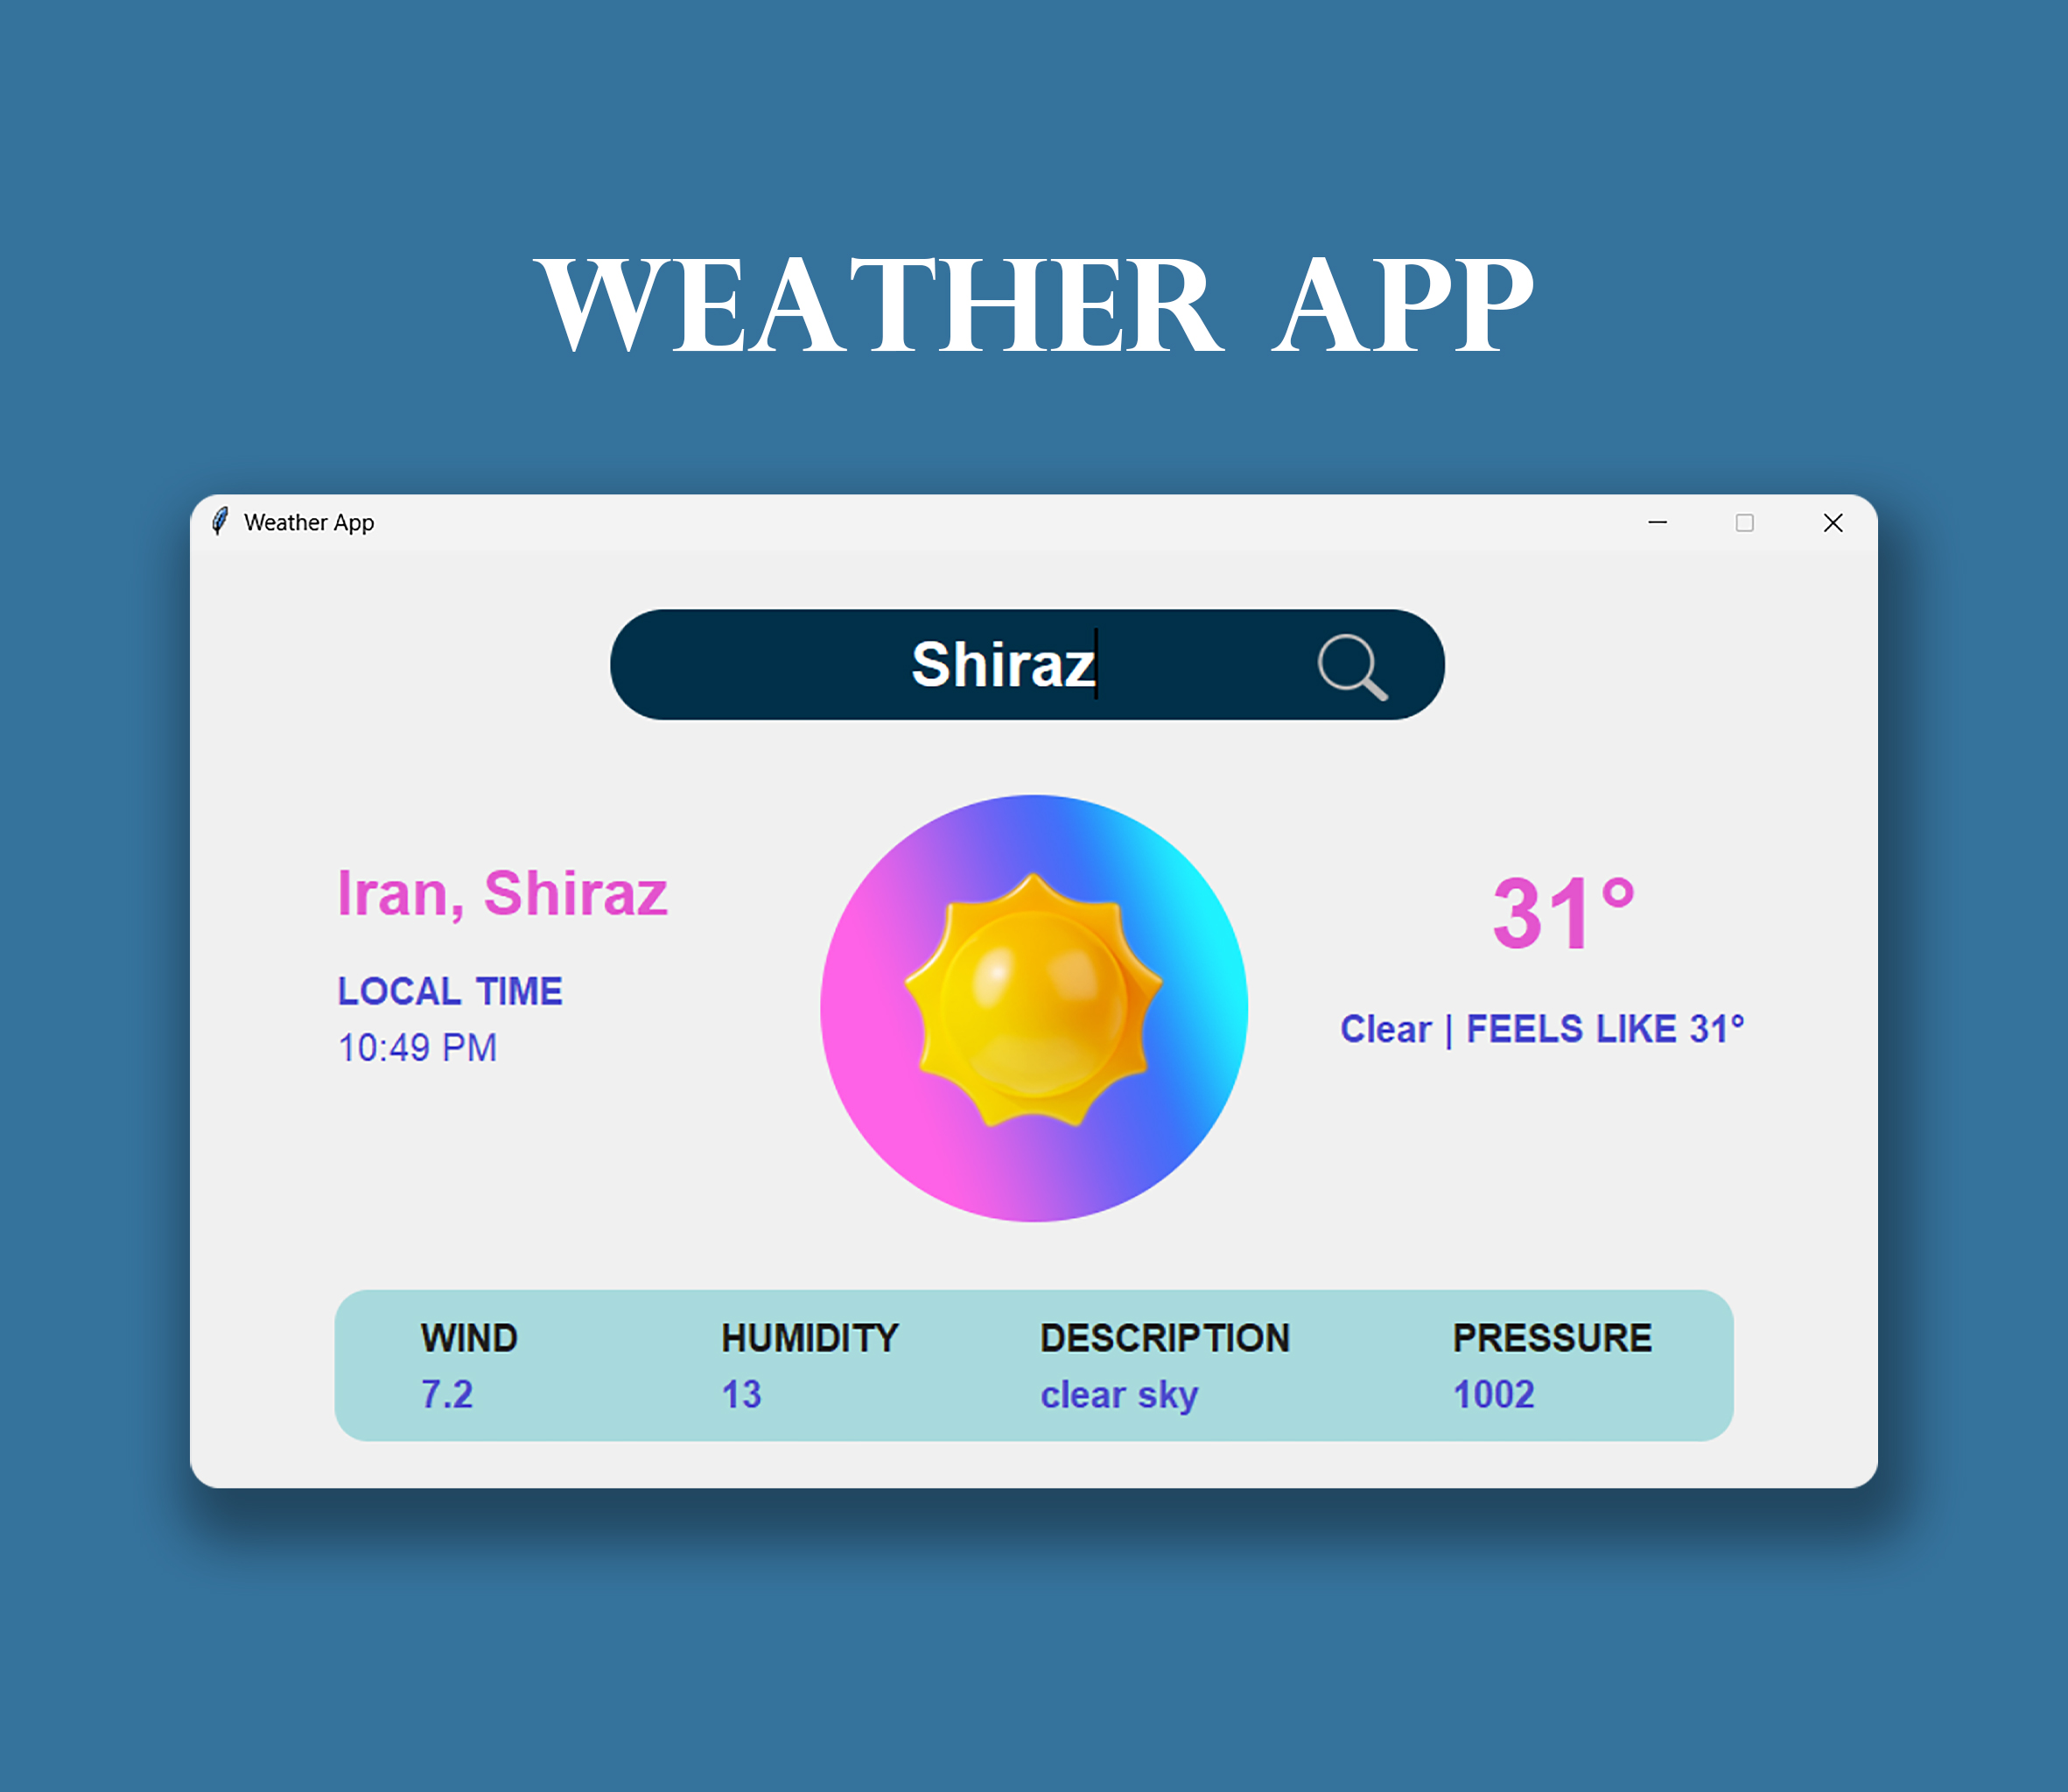 WEATHER APP
Weather App
Shiraz
Iran, Shiraz
LOCAL TIME
10:49 PM
31°
Clear | FEELS LIKE 31°
WIND HUMIDITY DESCRIPTION PRESSURE
7.2 13 clear sky 1002